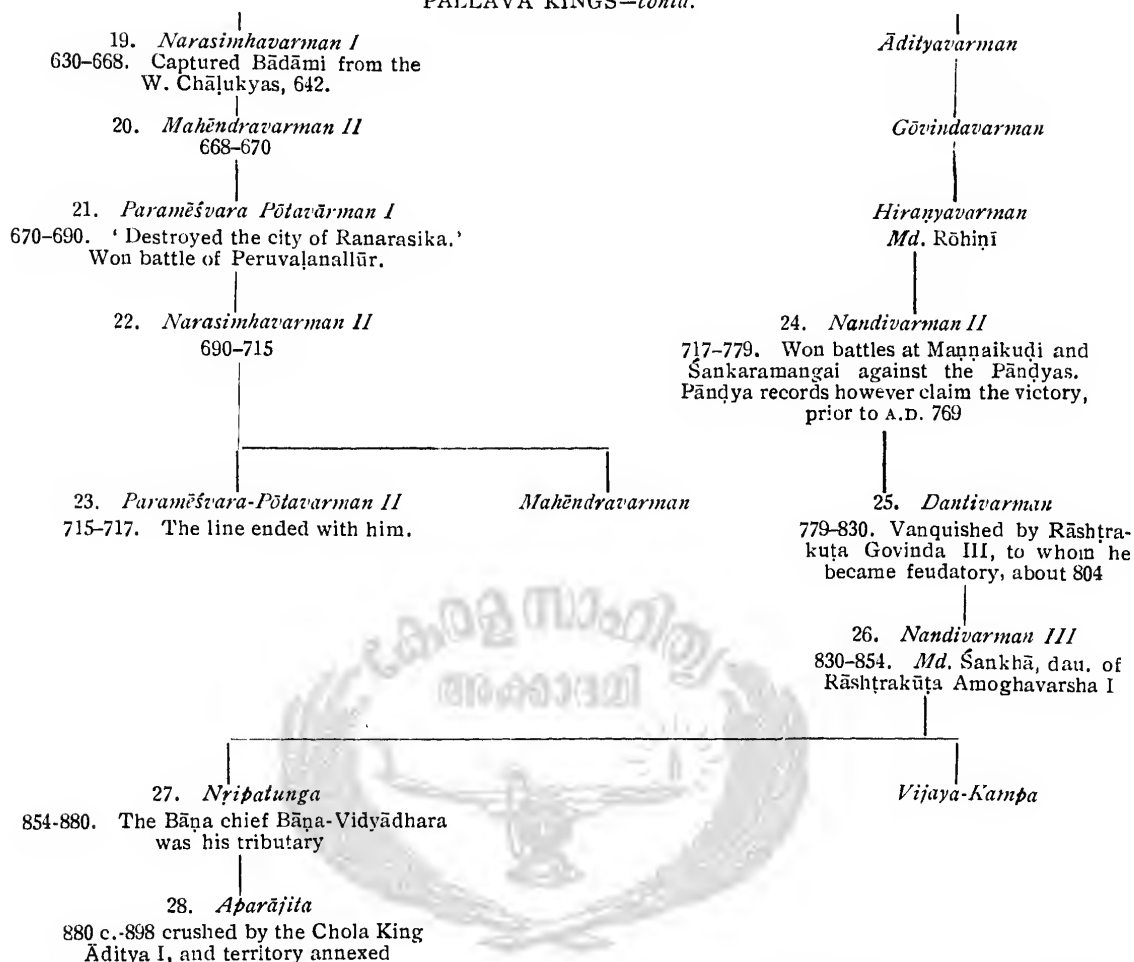 PALLAVA KINGS—contd.
19. Narasimhavarman I
630–668. Captured Bādāmi from the
W. Chāḷukyas, 642.
Ādityavarman
20. Mahēndravarman II
668–670
Gōvindavarman
21. Paramēśvara Pōtavārman I
670–690. ‘ Destroyed the city of Ranarasika.’
Won battle of Peruvaḷanallūr.
Hiraṇyavarman
Md. Rōhiṇī
22. Narasimhavarman II
690–715
24. Nandivarman II
717–779. Won battles at Maṇṇaikuḍi and
Śankaramangai against the Pāṇḍyas.
Pāṇḍya records however claim the victory,
prior to A.D. 769
23. Paramēśvara-Pōtavarman II
715–717. The line ended with him.
Mahēndravarman
25. Dantivarman
779–830. Vanquished by Rāshṭra-
kuṭa Govinda III, to whom he
became feudatory, about 804
26. Nandivarman III
830–854. Md. Śankhā, dau. of
Rāshṭrakūṭa Amoghavarsha I
കേരള സാഹിത്യ
അക്കാദമി
27. Nṛipatunga
854-880. The Bāṇa chief Bāṇa-Vidyādhara
was his tributary
Vijaya-Kampa
28. Aparājita
880 c.-898 crushed by the Chola King
Āditya I, and territory annexed